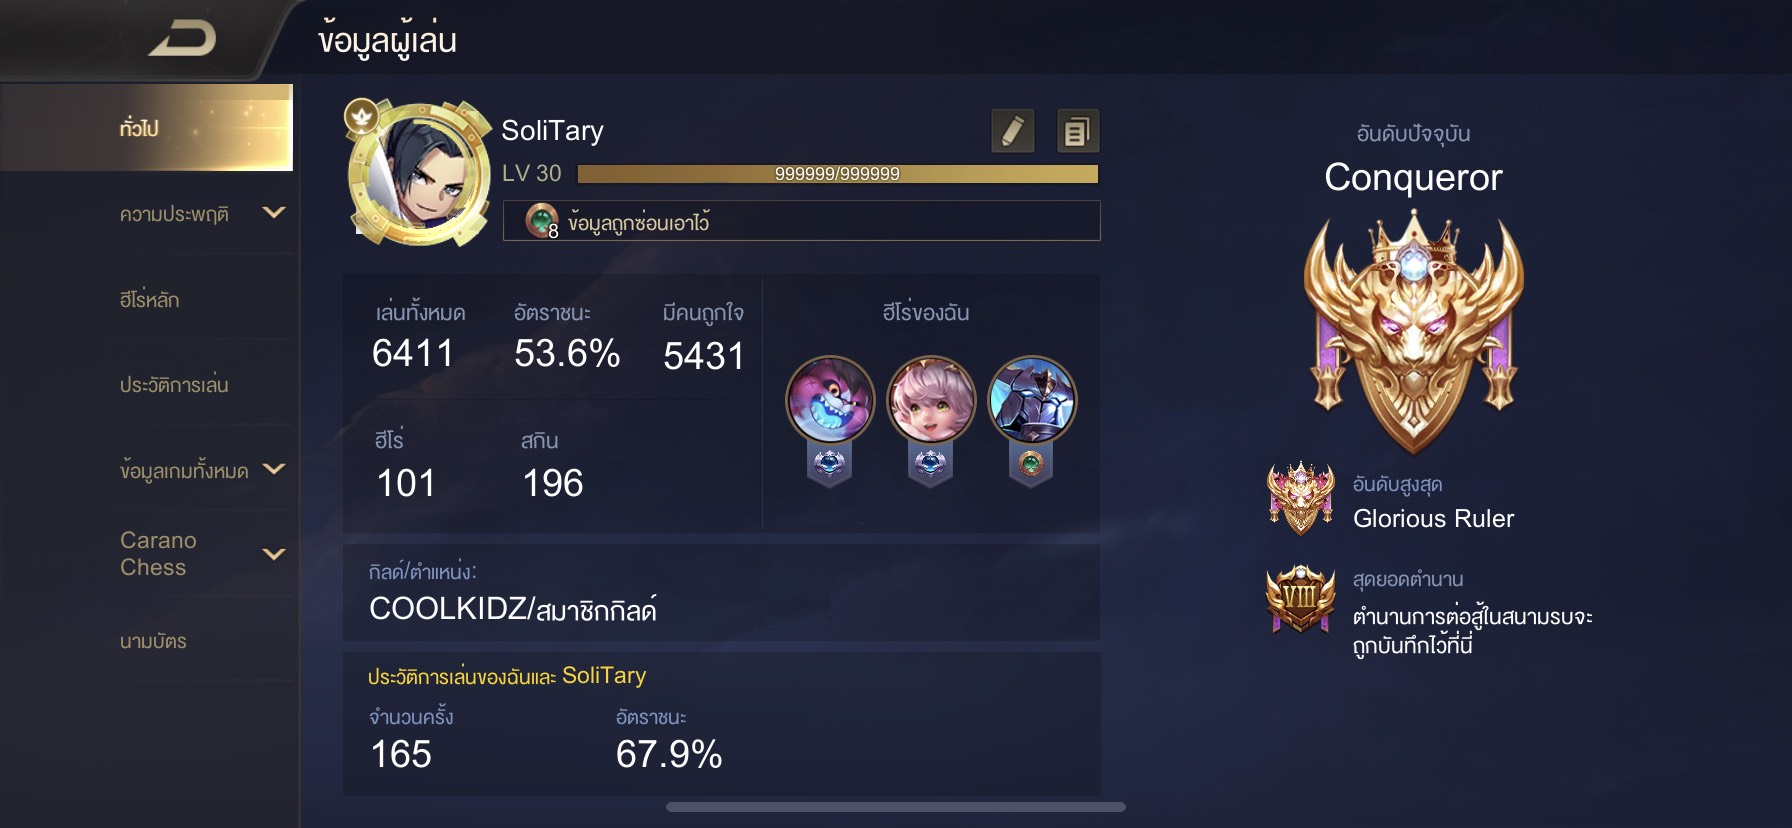 ข้อมูลผู้เล่น
ทั่วไป
ความประพฤติ
ฮีโร่หลัก
ประวัติการเล่น
ข้อมูลเกมทั้งหมด
Carano
Chess
นามบัตร
SoliTary
LV 30
999999/999999
8
ข้อมูลถูกซ่อนเอาไว้
เล่นทั้งหมด อัตราชนะ มีคนถูกใจ
6411 53.6% 5431
ฮีโร่ สกิน
101 196
ฮีโร่ของฉัน
กิลด์/ตำแหน่ง:
COOLKIDZ/สมาชิกกิลด์
ประวัติการเล่นของฉันและ SoliTary
จำนวนครั้ง อัตราชนะ
165 67.9%
อันดับปัจจุบัน
Conqueror
อันดับสูงสุด
Glorious Ruler
VIII
สุดยอดตำนาน
ตำนานการต่อสู้ในสนามรบจะ
ถูกบันทึกไว้ที่นี่